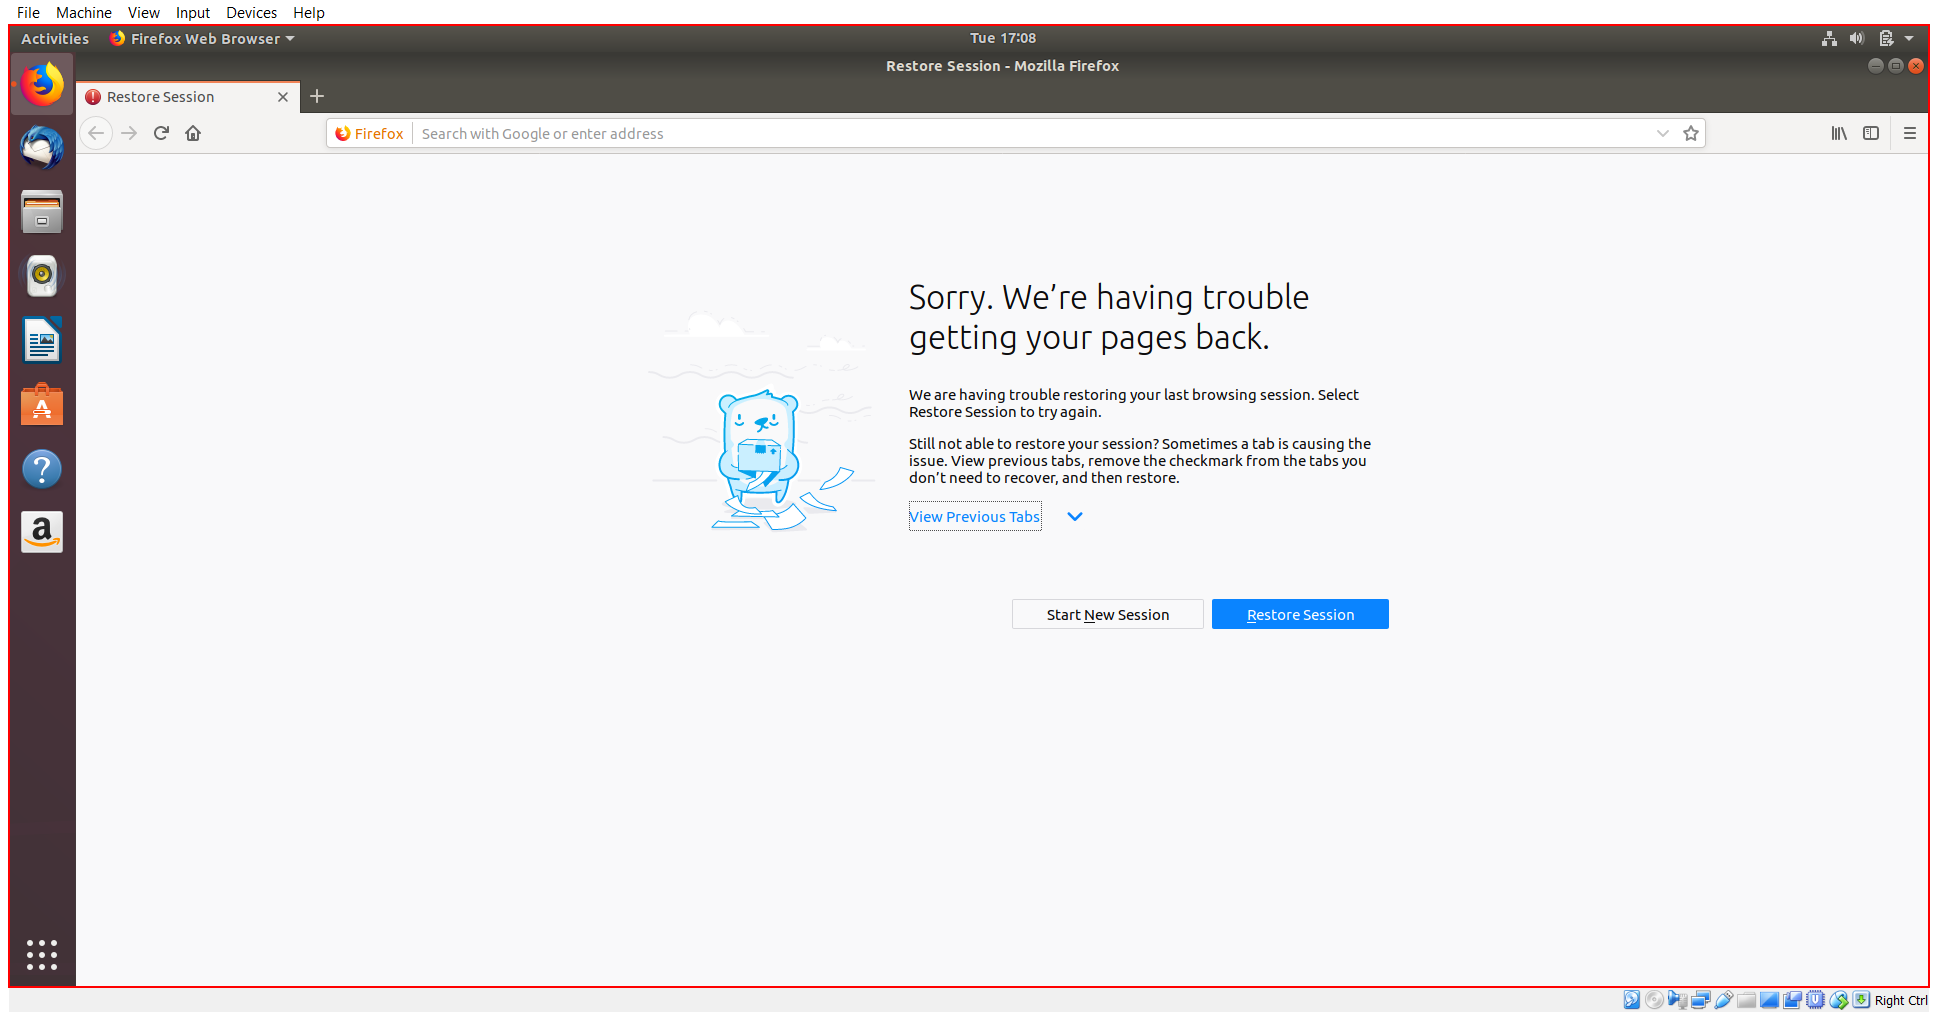 File Machine View Input Devices Help
Activities Firefox Web Browser Tue 17:08
Restore Session - Mozilla Firefox
Restore Session
Firefox Search with Google or enter address
Sorry. We’re having trouble
getting your pages back.
We are having trouble restoring your last browsing session. Select
Restore Session to try again.
Still not able to restore your session? Sometimes a tab is causing the
issue. View previous tabs, remove the checkmark from the tabs you
don’t need to recover, and then restore.
View Previous Tabs
Start New Session Restore Session
Right Ctrl